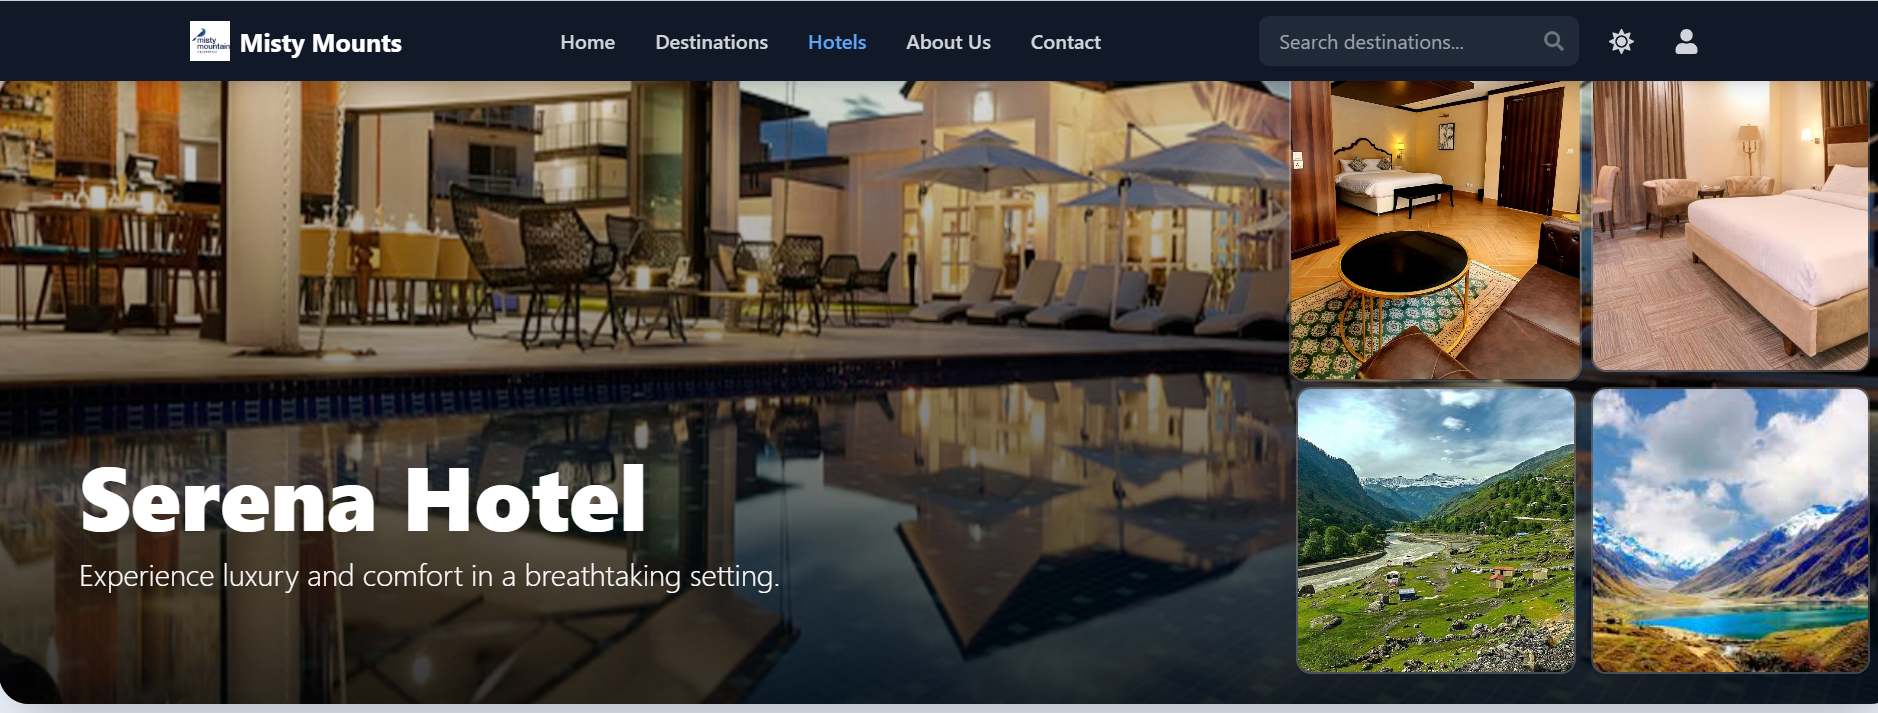 misty
mountain
Misty Mounts
Home
Destinations
Hotels
About Us
Contact
Search destinations...
Serena Hotel
Experience luxury and comfort in a breathtaking setting.